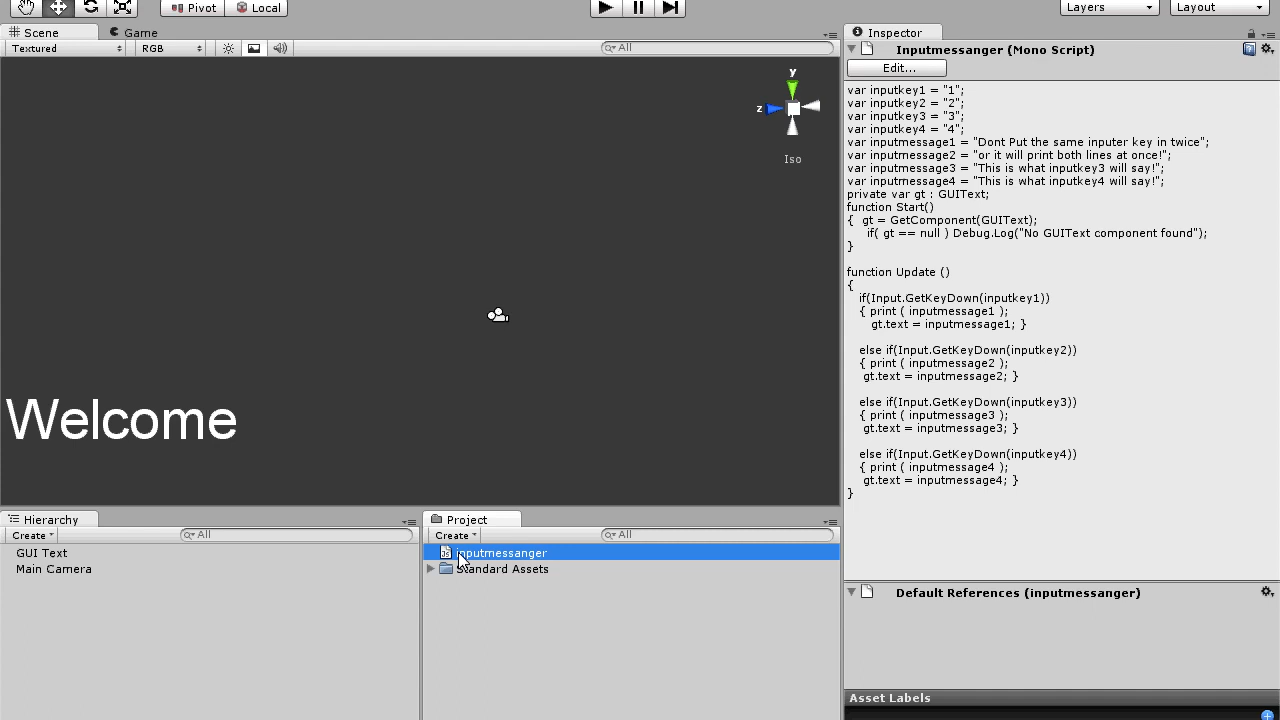 Pivot Local Layers Layout
Scene Game
Textured RGB All
y
z
Iso
Welcome
Hierarchy
Create All
GUI Text
Main Camera
Project
Create All
inputmessanger
Standard Assets
Inspector
Inputmessanger (Mono Script)
Edit...
var inputkey1 = "1";
var inputkey2 = "2";
var inputkey3 = "3";
var inputkey4 = "4";
var inputmessage1 = "Dont Put the same inputer key in twice";
var inputmessage2 = "or it will print both lines at once!";
var inputmessage3 = "This is what inputkey3 will say!";
var inputmessage4 = "This is what inputkey4 will say!";
private var gt : GUIText;
function Start()
{ gt = GetComponent(GUIText);
if( gt == null ) Debug.Log("No GUIText component found");
}
function Update ()
{
if(Input.GetKeyDown(inputkey1))
{ print ( inputmessage1 );
gt.text = inputmessage1; }
else if(Input.GetKeyDown(inputkey2))
{ print ( inputmessage2 );
gt.text = inputmessage2; }
else if(Input.GetKeyDown(inputkey3))
{ print ( inputmessage3 );
gt.text = inputmessage3; }
else if(Input.GetKeyDown(inputkey4))
{ print ( inputmessage4 );
gt.text = inputmessage4; }
}
Default References (inputmessanger)
Asset Labels